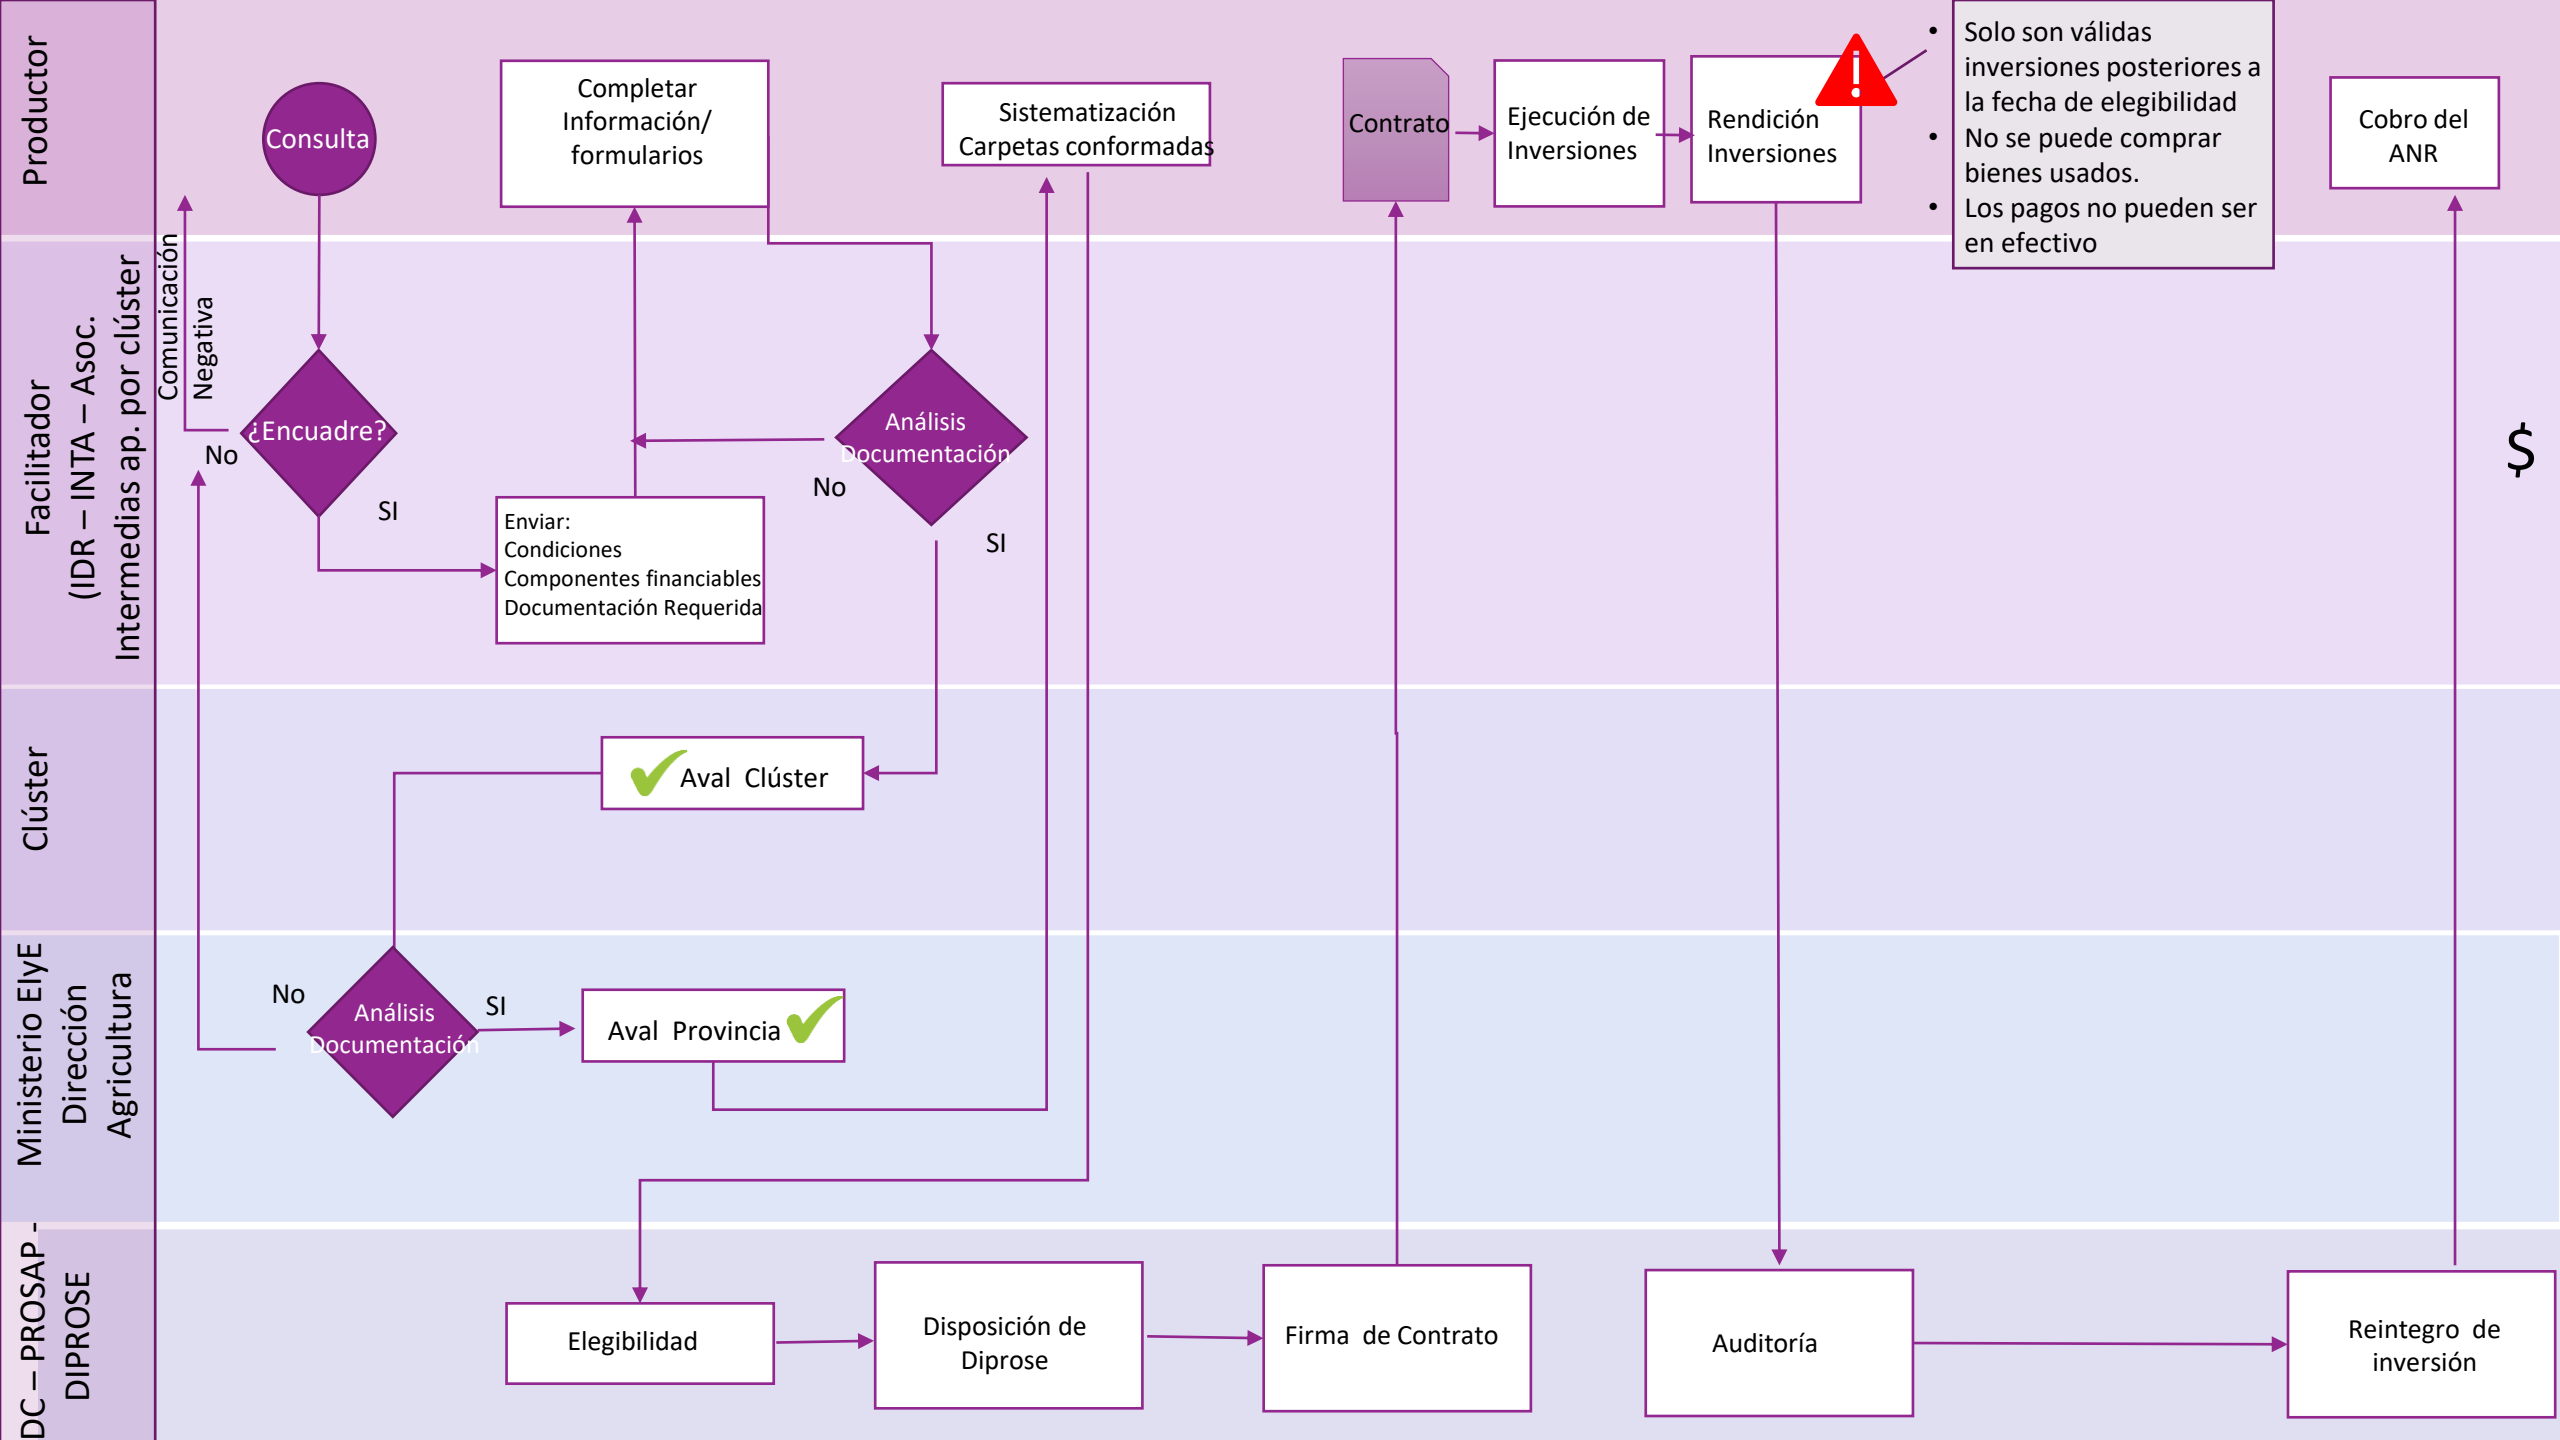 Productor
Consulta
Completar
Información/
formularios
Sistematización
Carpetas conformadas
Contrato
Ejecución de
Inversiones
Rendición
Inversiones
!
• Solo son válidas
inversiones posteriores a
la fecha de elegibilidad
• No se puede comprar
bienes usados.
• Los pagos no pueden ser
en efectivo
Cobro del
ANR
Facilitador
(IDR – INTA – Asoc.
Intermedias ap. por clúster
Comunicación
Negativa
¿Encuadre?
No
SI
Enviar:
Condiciones
Componentes financiables
Documentación Requerida
Análisis
Documentación
No
SI
$
Clúster
Aval Clúster
Ministerio EIyE
Dirección
Agricultura
No
Análisis
Documentación
SI
Aval Provincia
DC – PROSAP -
DIPROSE
Elegibilidad
Disposición de
Diprose
Firma de Contrato
Auditoría
Reintegro de
inversión